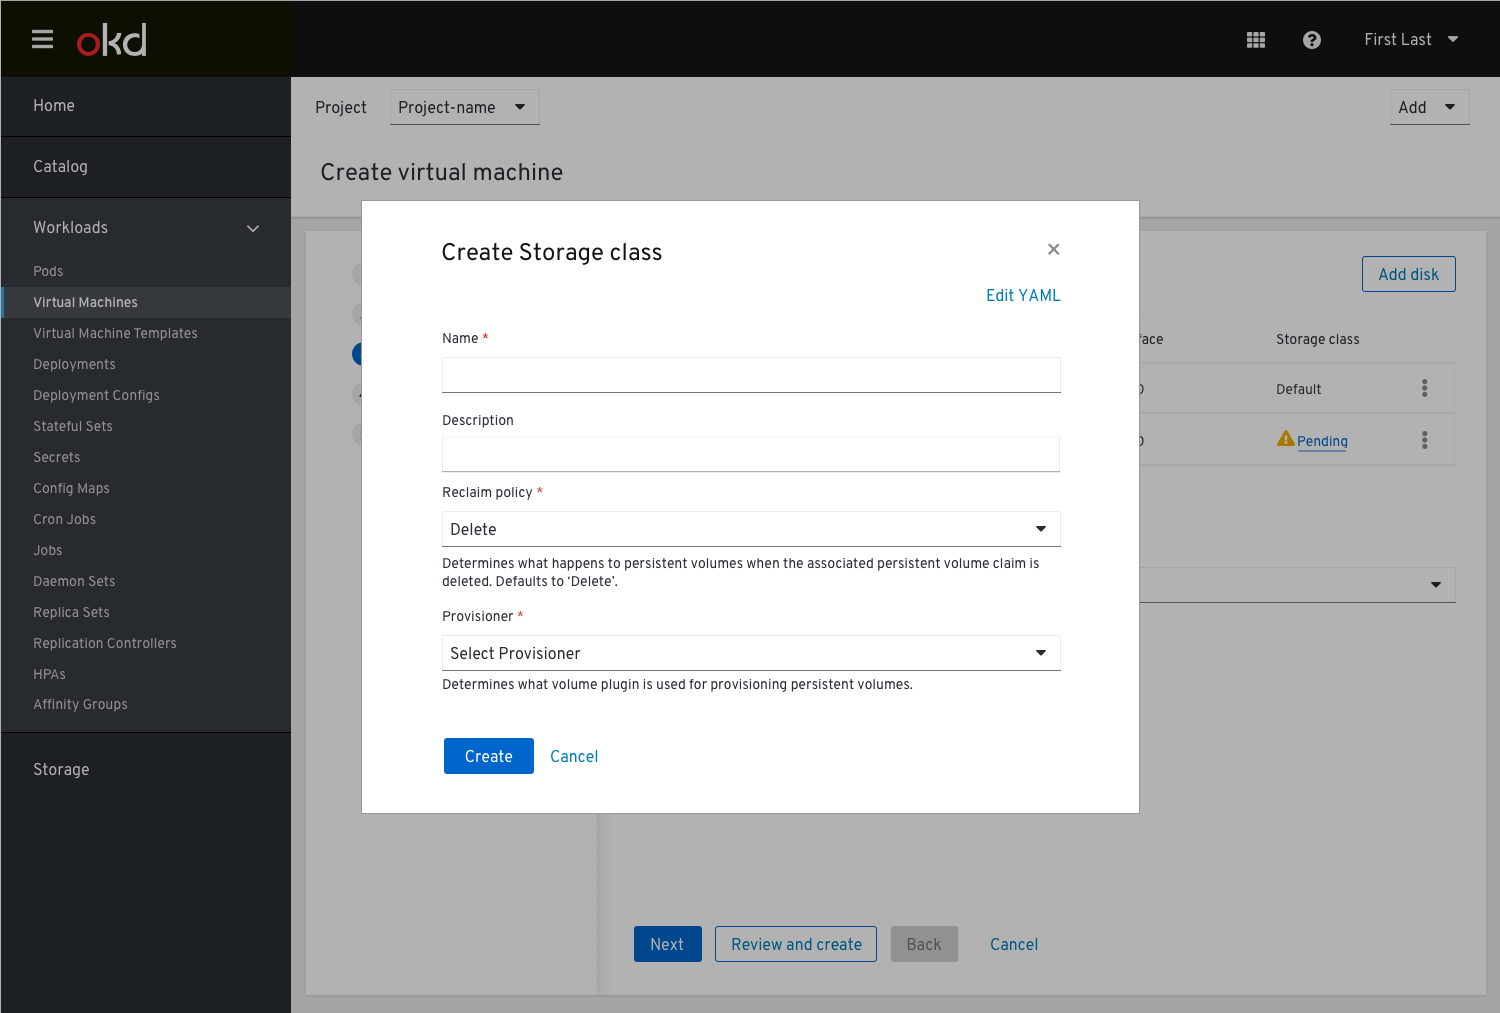 okd
First Last
Home
Catalog
Workloads
Pods
Virtual Machines
Virtual Machine Templates
Deployments
Deployment Configs
Stateful Sets
Secrets
Config Maps
Cron Jobs
Jobs
Daemon Sets
Replica Sets
Replication Controllers
HPAs
Affinity Groups
Storage
Project
Project-name
Add
Create virtual machine
Add disk
Storage class
Default
Pending
Create Storage class
×
Edit YAML
Name *
Description
Reclaim policy *
Delete
Determines what happens to persistent volumes when the associated persistent volume claim is
deleted. Defaults to ‘Delete’.
Provisioner *
Select Provisioner
Determines what volume plugin is used for provisioning persistent volumes.
Create
Cancel
Next
Review and create
Back
Cancel